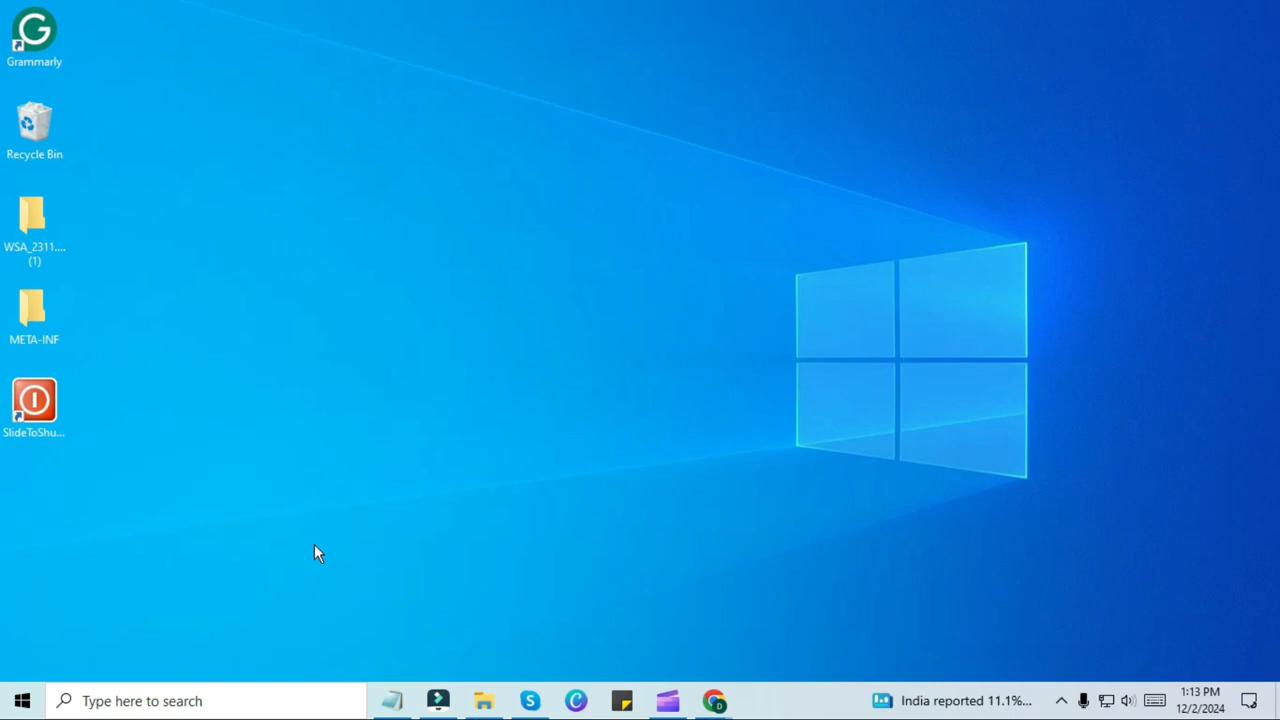 Grammarly
Recycle Bin
WSA_2311....
(1)
META-INF
SlideToShu...
Type here to search
India reported 11.1%...
1:13 PM
12/2/2024